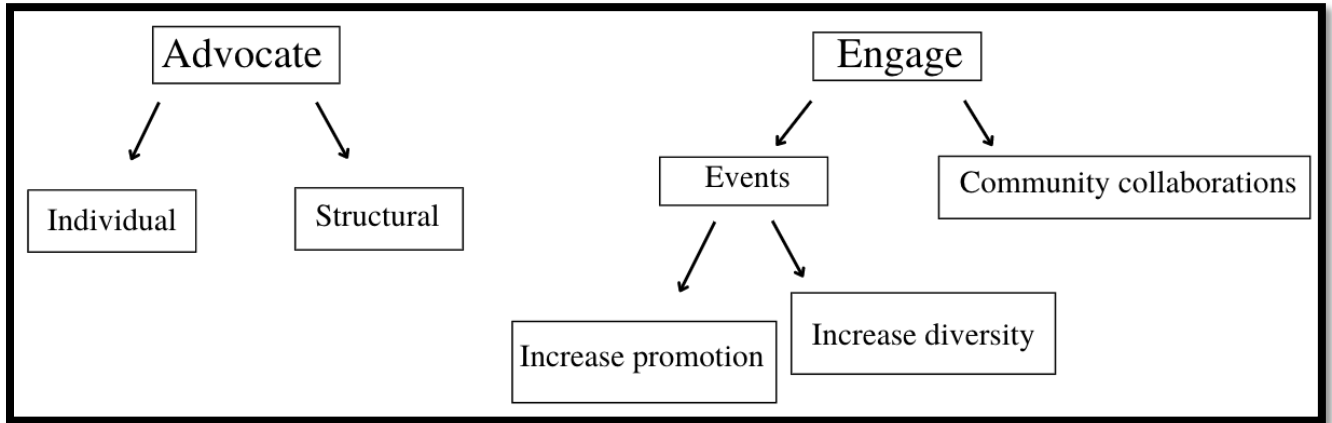 Advocate
Engage
Events
Community collaborations
Individual
Structural
Increase promotion
Increase diversity